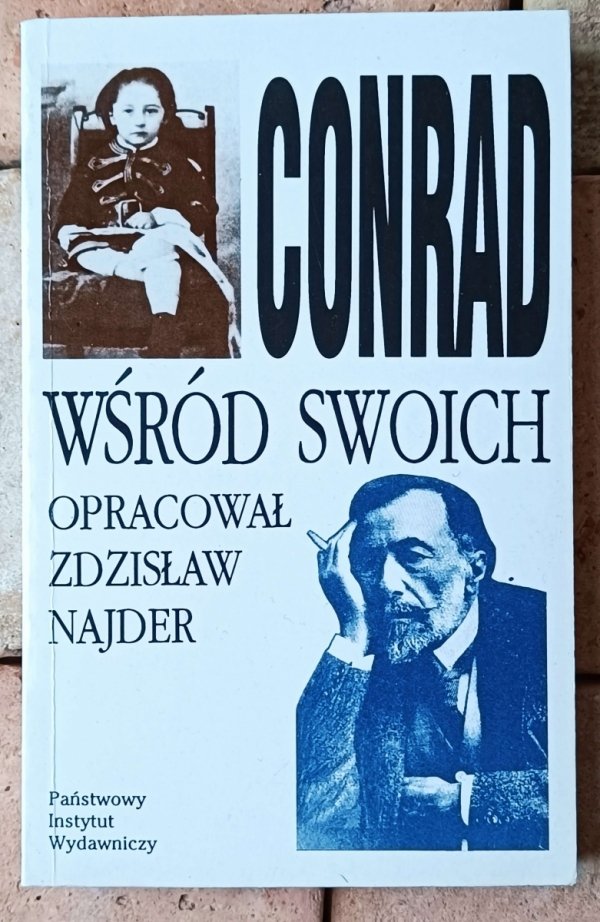 CONRAD
WŚRÓD SWOICH
OPRACOWAŁ
ZDZISŁAW
NAJDER
Państwowy
Instytut
Wydawniczy